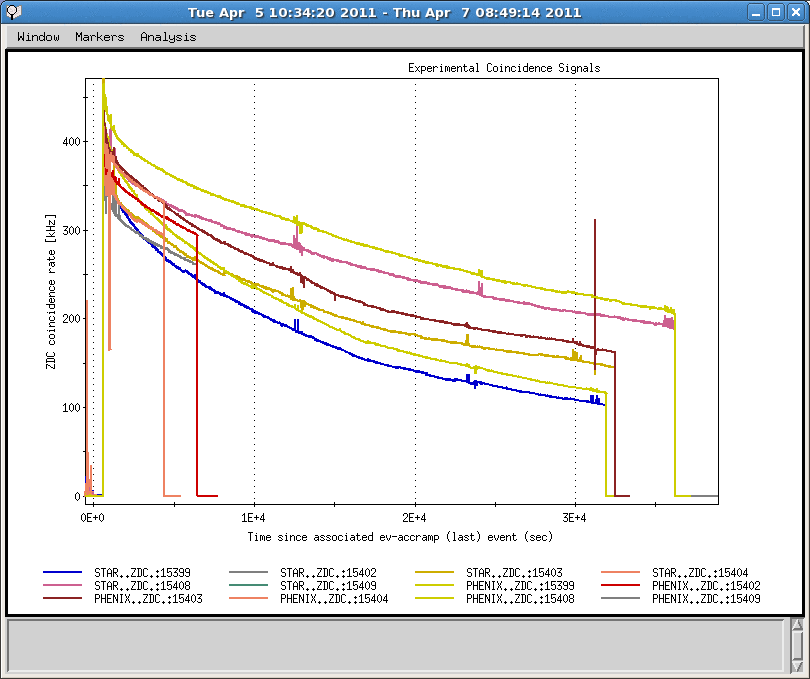 Tue Apr  5 10:34:20 2011 - Thu Apr  7 08:49:14 2011
Window Markers Analysis
Experimental Coincidence Signals
ZDC coincidence rate [kHz]
400
300
200
100
0
0E+0 1E+4 2E+4 3E+4
Time since associated ev-accramp (last) event (sec)
STAR..ZDC.:15399 STAR..ZDC.:15402 STAR..ZDC.:15403 STAR..ZDC.:15404
STAR..ZDC.:15408 STAR..ZDC.:15409 PHENIX..ZDC.:15399 PHENIX..ZDC.:15402
PHENIX..ZDC.:15403 PHENIX..ZDC.:15404 PHENIX..ZDC.:15408 PHENIX..ZDC.:15409